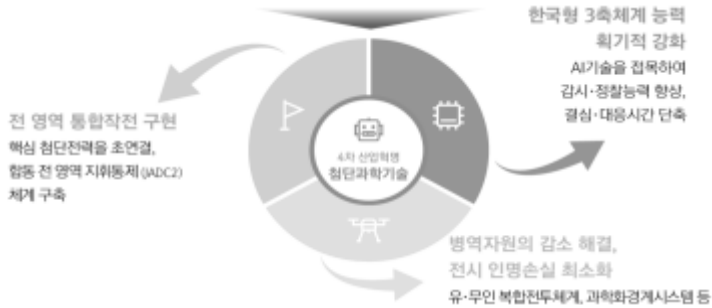 한국형 3축체계 능력
획기적 강화
AI기술을 접목하여
감시·정찰능력 향상,
결심·대응시간 단축
전 영역 통합작전 구현
핵심 첨단전력을 초연결,
합동 전 영역 지휘통제(JADC2)
체계 구축
4차 산업혁명
첨단과학기술
병역자원의 감소 해결,
전시 인명손실 최소화
유·무인 복합전투체계, 과학화경계시스템 등